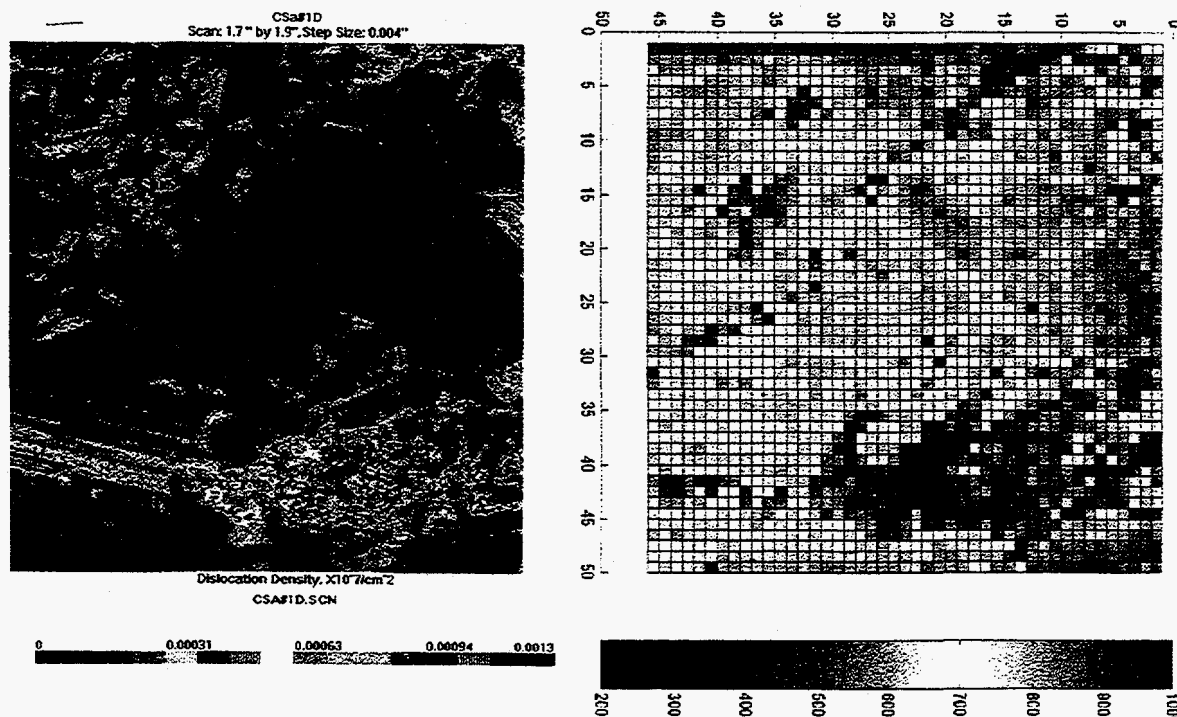 CSa#1D
Scan: 1.7" by 1.9", Step Size: 0.004"
Dislocation Density, X10^7/cm^2
CSA#1D.SCN
0 0.00031 0.00063 0.00094 0.0013
50 45 40 35 30 25 20 15 10 5 0
0
5
10
15
20
25
30
35
40
45
50
200 300 400 500 600 700 800 900 100